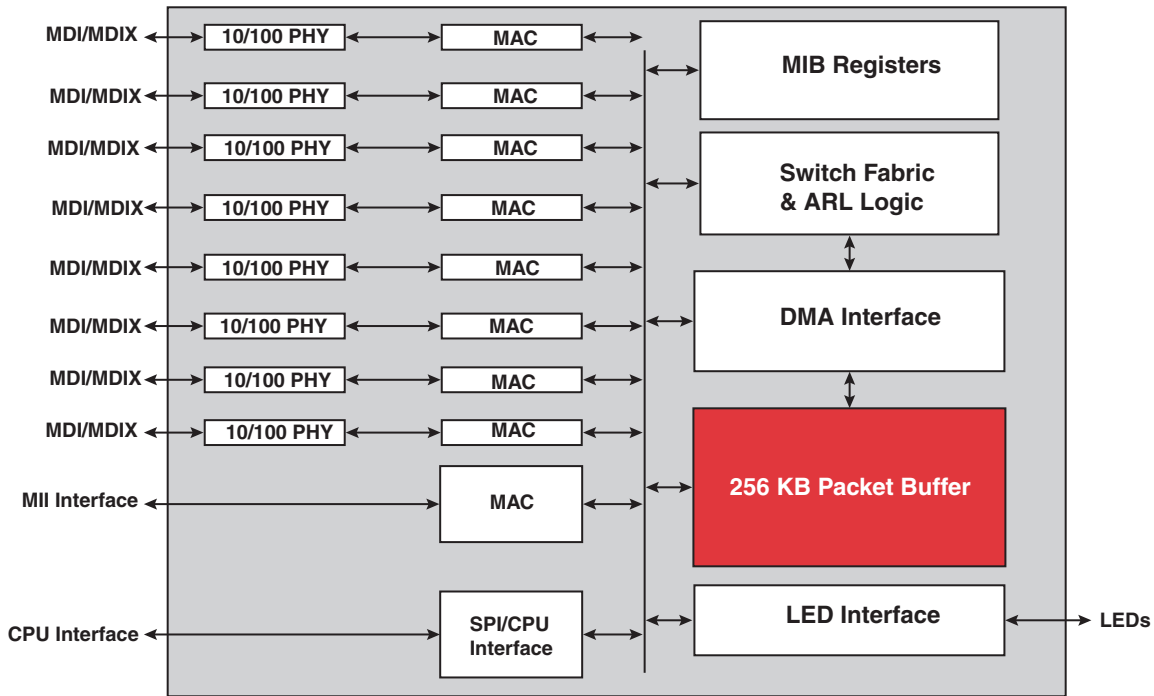 MDI/MDIX 10/100 PHY MAC
MDI/MDIX 10/100 PHY MAC
MDI/MDIX 10/100 PHY MAC
MDI/MDIX 10/100 PHY MAC
MDI/MDIX 10/100 PHY MAC
MDI/MDIX 10/100 PHY MAC
MDI/MDIX 10/100 PHY MAC
MDI/MDIX 10/100 PHY MAC
MII Interface MAC
CPU Interface
SPI/CPU
Interface
MIB Registers
Switch Fabric
& ARL Logic
DMA Interface
256 KB Packet Buffer
LED Interface
LEDs